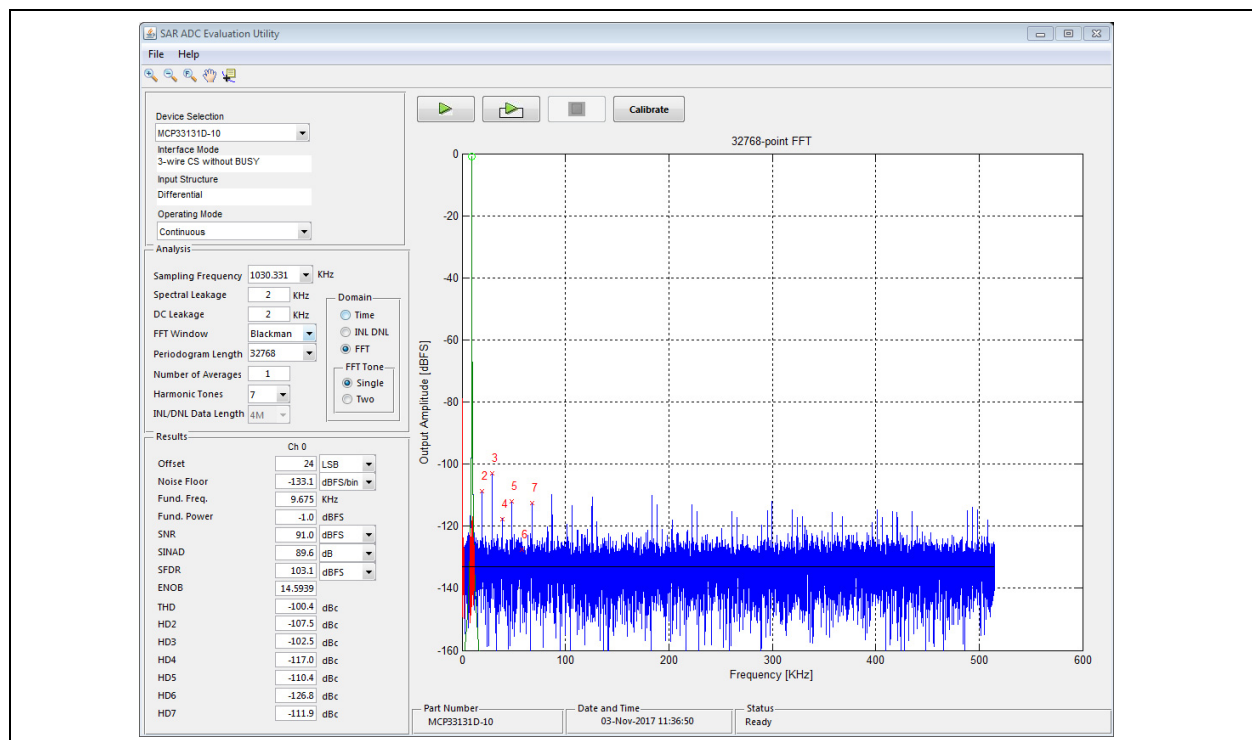 SAR ADC Evaluation Utility
File Help
Device Selection
MCP33131D-10
Interface Mode
3-wire CS without BUSY
Input Structure
Differential
Operating Mode
Continuous
Analysis
Sampling Frequency 1030.331 KHz
Spectral Leakage 2 KHz
DC Leakage 2 KHz
FFT Window Blackman
Periodogram Length 32768
Number of Averages 1
Harmonic Tones 7
INL/DNL Data Length 4M
Domain
Time
INL DNL
FFT
FFT Tone
Single
Two
Results
Ch 0
Offset 24 LSB
Noise Floor -133.1 dBFS/bin
Fund. Freq. 9.675 KHz
Fund. Power -1.0 dBFS
SNR 91.0 dBFS
SINAD 89.6 dB
SFDR 103.1 dBFS
ENOB 14.5939
THD -100.4 dBc
HD2 -107.5 dBc
HD3 -102.5 dBc
HD4 -117.0 dBc
HD5 -110.4 dBc
HD6 -126.8 dBc
HD7 -111.9 dBc
Calibrate
32768-point FFT
Output Amplitude [dBFS]
0
-20
-40
-60
-80
-100
-120
-140
-160
2
3
4
5
6
7
0 100 200 300 400 500 600
Frequency [KHz]
Part Number
MCP33131D-10
Date and Time
03-Nov-2017 11:36:50
Status
Ready